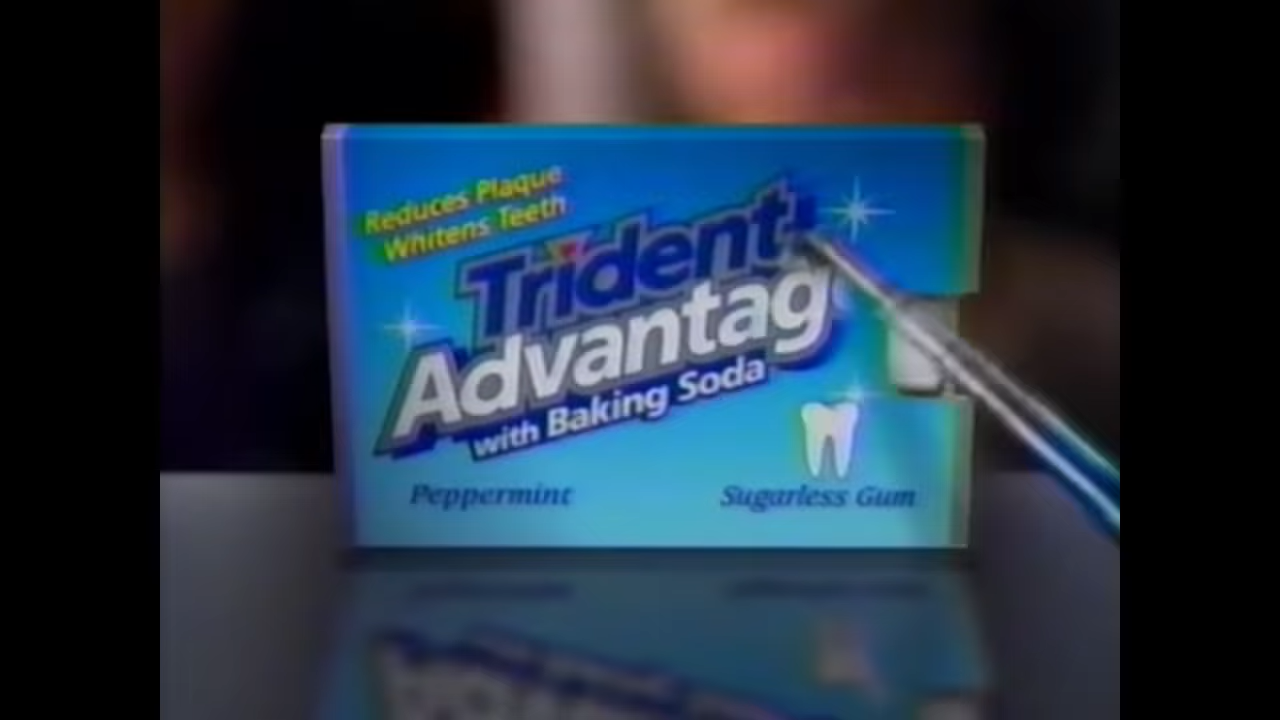 Reduces Plaque
Whitens Teeth
Trident
Advantag
with Baking Soda
Peppermint
Sugarless Gum